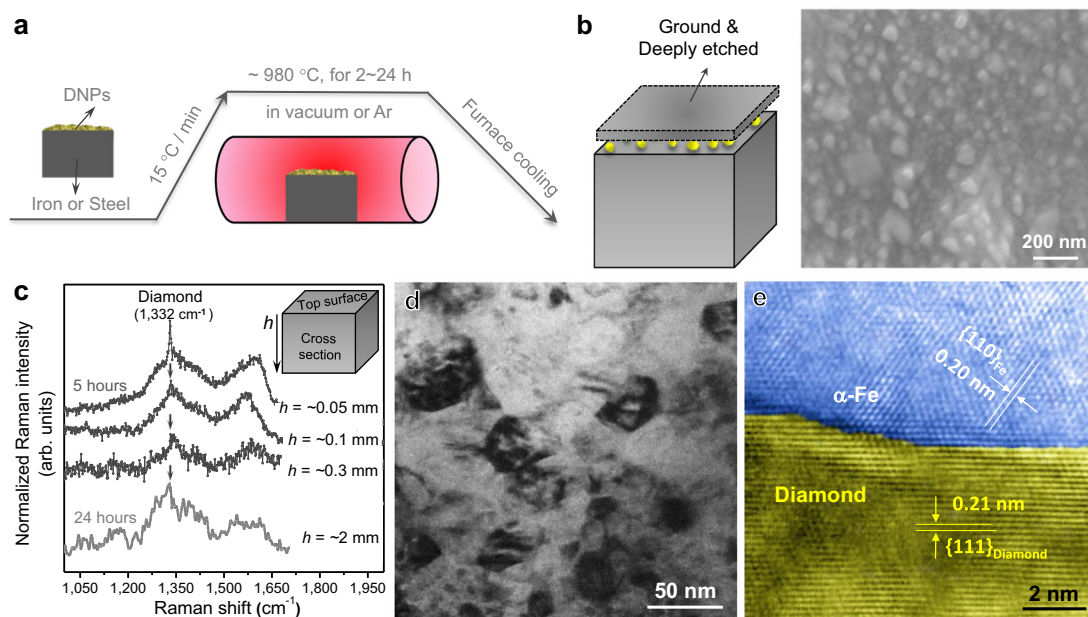 a
DNPs
Iron or Steel
15 °C / min
~ 980 °C, for 2~24 h
in vacuum or Ar
Furnace cooling
b
Ground &
Deeply etched
200 nm
c
Normalized Raman intensity
(arb. units)
Diamond
(1,332 cm⁻¹)
h
Top surface
Cross
section
5 hours
h = ~0.05 mm
h = ~0.1 mm
h = ~0.3 mm
24 hours
h = ~2 mm
1,050 1,200 1,350 1,500 1,650 1,800 1,950
Raman shift (cm⁻¹)
d
50 nm
e
{110}Fe
0.20 nm
α-Fe
Diamond
0.21 nm
{111}Diamond
2 nm